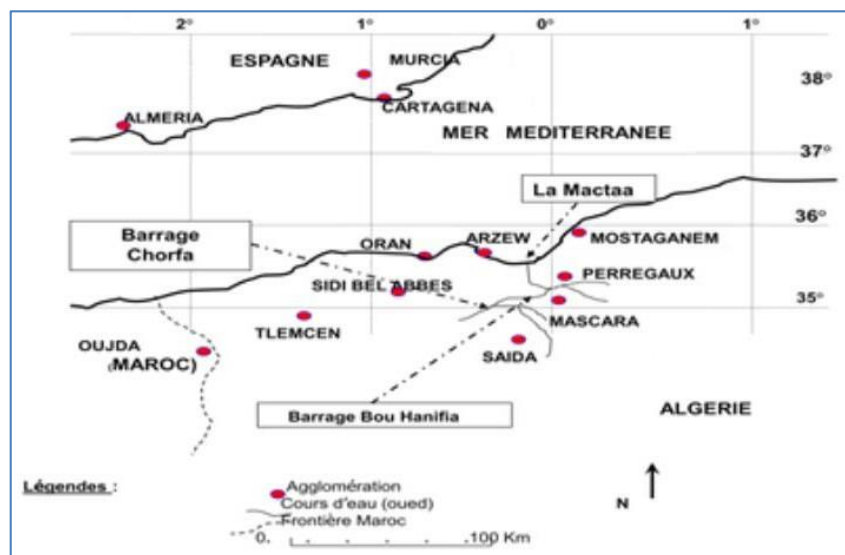 2° 1° 0° 1°
ESPAGNE MURCIA
38°
CARTAGENA
ALMERIA
MER MEDITERRANEE
37°
La Mactaa
36°
Barrage
Chorfa
ORAN ARZEW MOSTAGANEM
PERREGAUX
SIDI BEL ABBES
35°
MASCARA
TLEMCEN
OUJDA
(MAROC)
SAIDA
Barrage Bou Hanifia
ALGERIE
Légendes :
Agglomération
Cours d'eau (oued)
Frontière Maroc
0. 100 Km
N